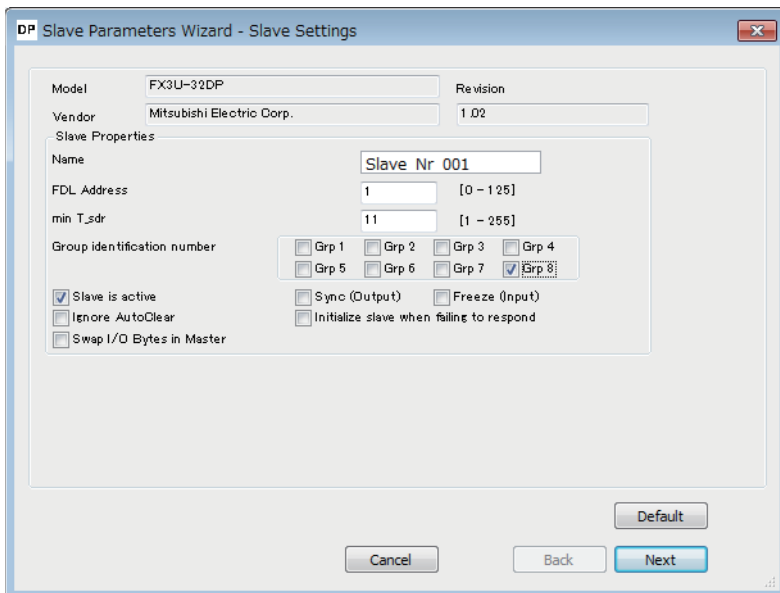 DP Slave Parameters Wizard - Slave Settings
Model FX3U-32DP Revision
Vendor Mitsubishi Electric Corp. 1.02
Slave Properties
Name Slave_Nr_001
FDL Address 1 [0 - 125]
min T_sdr 11 [1 - 255]
Group identification number Grp 1 Grp 2 Grp 3 Grp 4
Grp 5 Grp 6 Grp 7 Grp 8
Slave is active Sync (Output) Freeze (Input)
Ignore AutoClear Initialize slave when failing to respond
Swap I/O Bytes in Master
Default
Cancel Back Next